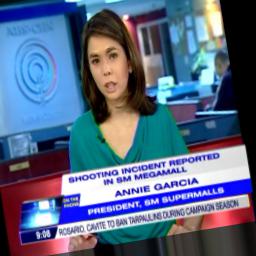 SHOOTING INCIDENT REPORTED
IN SM MEGAMALL
ANNIE GARCIA
ON THE PHONE
PRESIDENT, SM SUPERMALLS
9:08
ROSARIO, CAVITE TO BAN TARPAULINS DURING CAMPAIGN SEASON